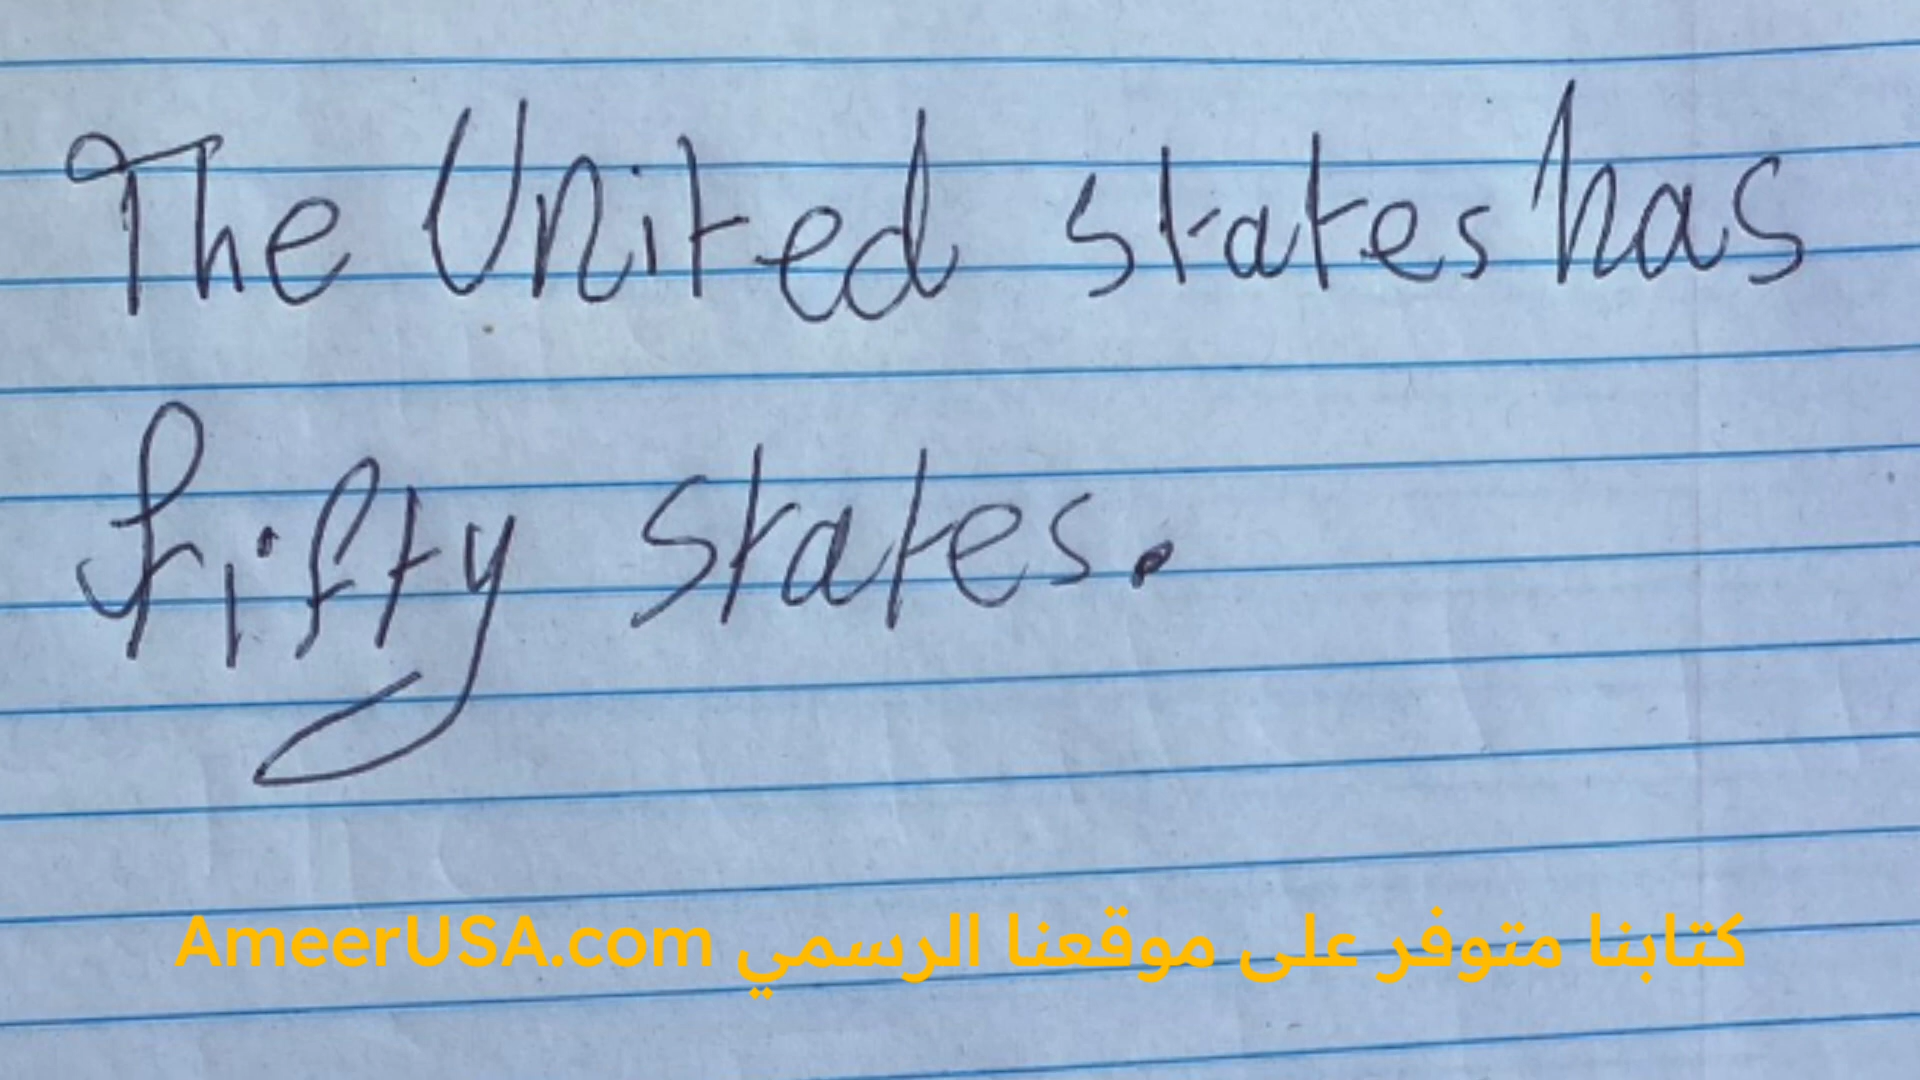 The United states has
fifty states.
كتابنا متوفر على موقعنا الرسمي AmeerUSA.com